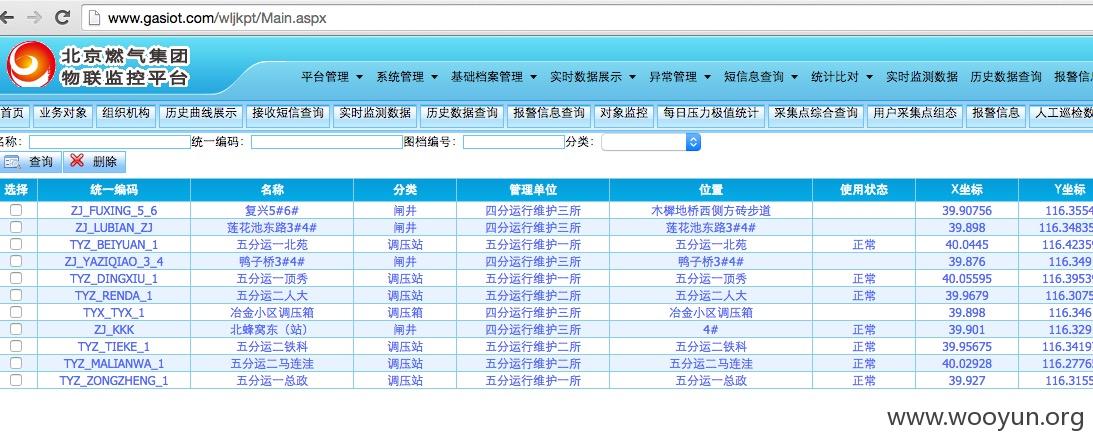 www.gasiot.com/wljkpt/Main.aspx
北京燃气集团
物联监控平台
平台管理 系统管理 基础档案管理 实时数据展示 异常管理 短信息查询 统计比对 实时监测数据 历史数据查询 报警信
首页 业务对象 组织机构 历史曲线展示 接收短信查询 实时监测数据 历史数据查询 报警信息查询 对象监控 每日压力极值统计 采集点综合查询 用户采集点组态 报警信息 人工巡检数
名称: 统一编码: 图档编号: 分类:
查询 删除
选择 统一编码 名称 分类 管理单位 位置 使用状态 X坐标 Y坐标
ZJ_FUXING_5_6 复兴5#6# 闸井 四分运行维护三所 木樨地桥西侧方砖步道 39.90756 116.3554
ZJ_LUBIAN_ZJ 莲花池东路3#4# 闸井 四分运行维护三所 莲花池东路3#4# 39.898 116.34835
TYZ_BEIYUAN_1 五分运一北苑 调压站 五分运行维护一所 五分运一北苑 正常 40.0445 116.42359
ZJ_YAZIQIAO_3_4 鸭子桥3#4# 闸井 四分运行维护三所 鸭子桥3#4# 39.876 116.349
TYZ_DINGXIU_1 五分运一顶秀 调压站 五分运行维护一所 五分运一顶秀 正常 40.05595 116.39539
TYZ_RENDA_1 五分运二人大 调压站 五分运行维护二所 五分运二人大 正常 39.9679 116.3075
TYX_TYX_1 冶金小区调压箱 调压箱 四分运行维护三所 冶金小区调压箱 39.898 116.346
ZJ_KKK 北蜂窝东（站） 闸井 四分运行维护三所 4# 正常 39.901 116.329
TYZ_TIEKE_1 五分运二铁科 调压站 五分运行维护二所 五分运二铁科 正常 39.95675 116.34197
TYZ_MALIANWA_1 五分运二马连洼 调压站 五分运行维护二所 五分运二马连洼 正常 40.02928 116.27765
TYZ_ZONGZHENG_1 五分运一总政 调压站 五分运行维护一所 五分运一总政 正常 39.927 116.3155
www.wooyun.org